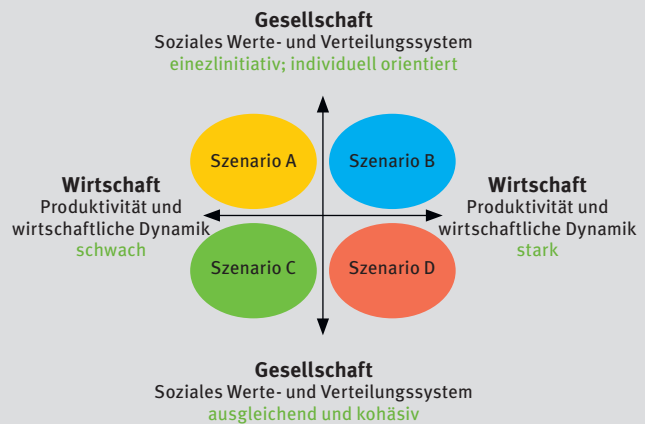 Gesellschaft
Soziales Werte- und Verteilungssystem
einezlinitiativ; individuell orientiert
Szenario A
Szenario B
Wirtschaft
Produktivität und
wirtschaftliche Dynamik
schwach
Wirtschaft
Produktivität und
wirtschaftliche Dynamik
stark
Szenario C
Szenario D
Gesellschaft
Soziales Werte- und Verteilungssystem
ausgleichend und kohäsiv